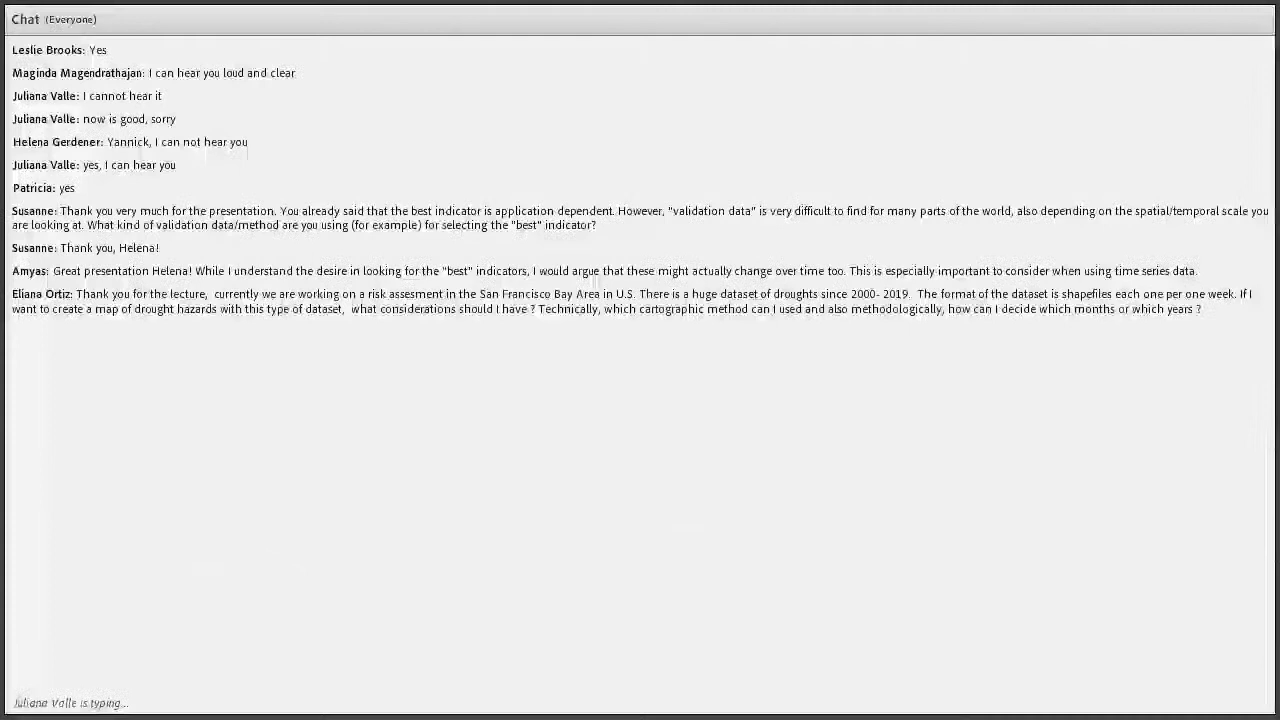 Chat (Everyone)
Leslie Brooks: Yes
Maginda Magendrathajan: I can hear you loud and clear
Juliana Valle: I cannot hear it
Juliana Valle: now is good, sorry
Helena Gerdener: Yannick, I can not hear you
Juliana Valle: yes, I can hear you
Patricia: yes
Susanne: Thank you very much for the presentation. You already said that the best indicator is application dependent. However, "validation data" is very difficult to find for many parts of the world, also depending on the spatial/temporal scale you
are looking at. What kind of validation data/method are you using (for example) for selecting the "best" indicator?
Susanne: Thank you, Helena!
Amyas: Great presentation Helena! While I understand the desire in looking for the "best" indicators, I would argue that these might actually change over time too. This is especially important to consider when using time series data.
Eliana Ortiz: Thank you for the lecture, currently we are working on a risk assesment in the San Francisco Bay Area in U.S. There is a huge dataset of droughts since 2000- 2019. The format of the dataset is shapefiles each one per one week. If I
want to create a map of drought hazards with this type of dataset, what considerations should I have ? Technically, which cartographic method can I used and also methodologically, how can I decide which months or which years ?
Juliana Valle is typing...